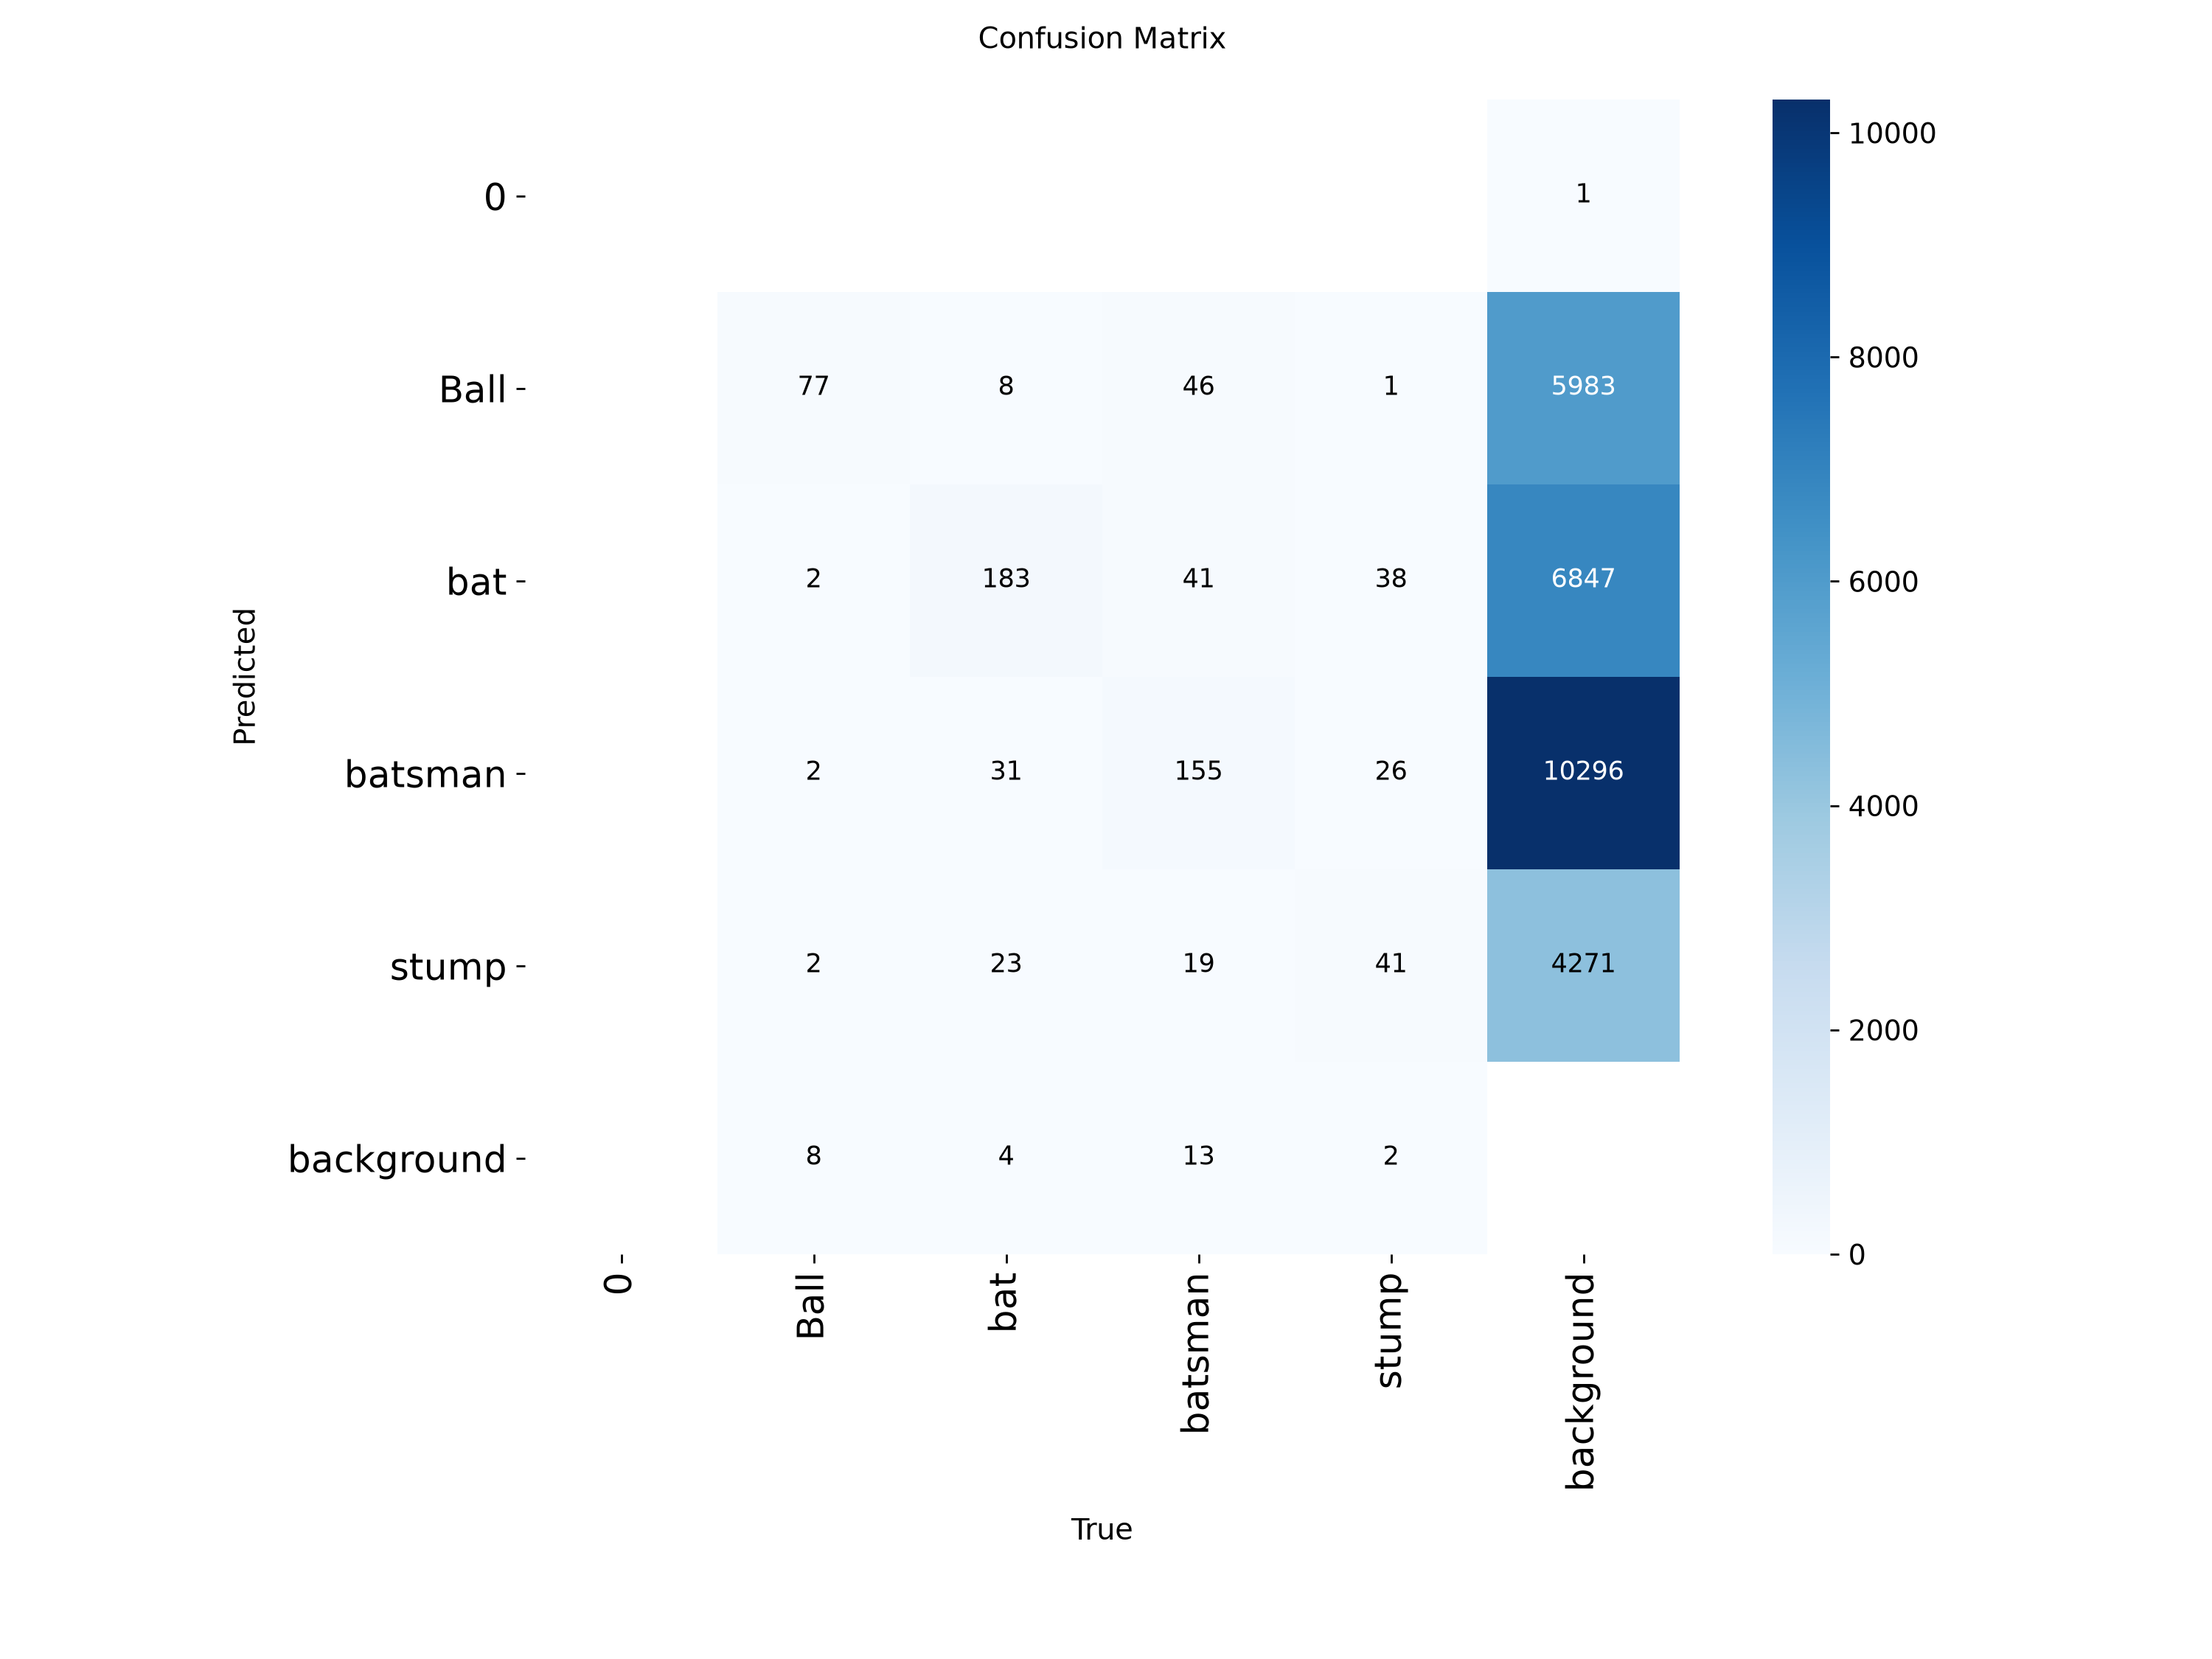 Confusion Matrix
0
1
Ball
77 8 46 1 5983
bat
2 183 41 38 6847
batsman
2 31 155 26 10296
stump
2 23 19 41 4271
background
8 4 13 2
Predicted
0 Ball bat batsman stump background
True
10000
8000
6000
4000
2000
0